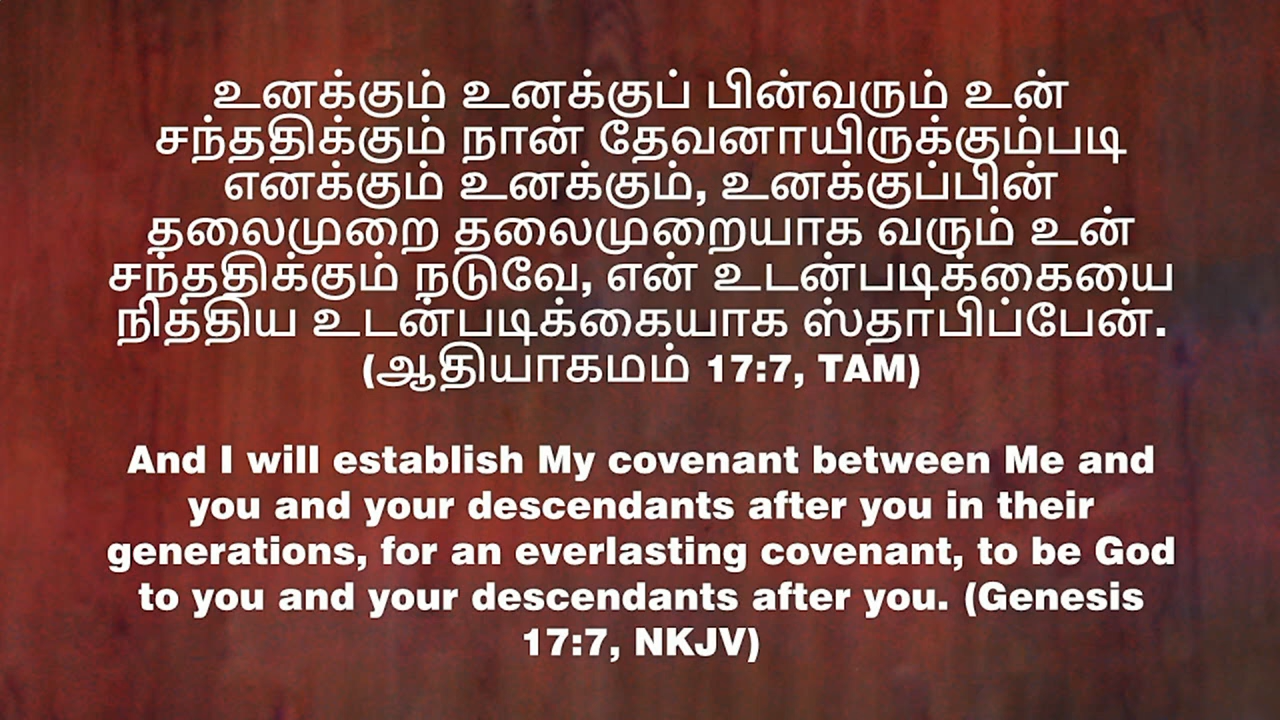 உனக்கும் உனக்குப் பின்வரும் உன்
சந்ததிக்கும் நான் தேவனாயிருக்கும்படி
எனக்கும் உனக்கும், உனக்குப்பின்
தலைமுறை தலைமுறையாக வரும் உன்
சந்ததிக்கும் நடுவே, என் உடன்படிக்கையை
நித்திய உடன்படிக்கையாக ஸ்தாபிப்பேன்.
(ஆதியாகமம் 17:7, TAM)
And I will establish My covenant between Me and
you and your descendants after you in their
generations, for an everlasting covenant, to be God
to you and your descendants after you. (Genesis
17:7, NKJV)